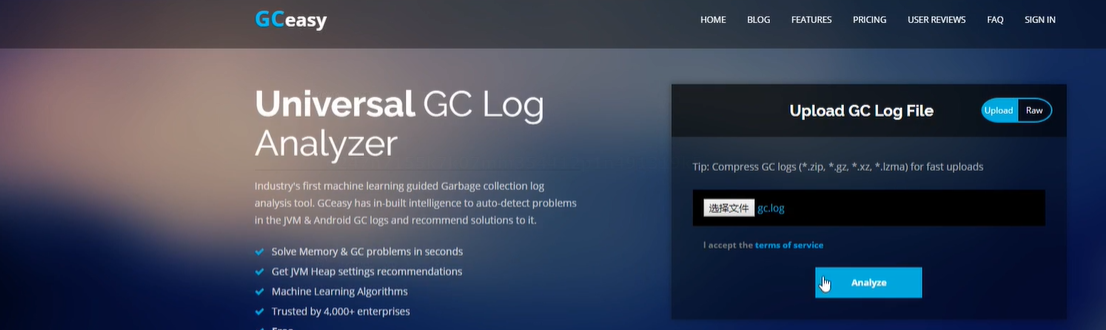 GCeasy
HOME BLOG FEATURES PRICING USER REVIEWS FAQ SIGN IN
Universal GC Log
Analyzer
Industry's first machine learning guided Garbage collection log
analysis tool. GCeasy has in-built intelligence to auto-detect problems
in the JVM & Android GC logs and recommend solutions to it.
Solve Memory & GC problems in seconds
Get JVM Heap settings recommendations
Machine Learning Algorithms
Trusted by 4,000+ enterprises
Free
Upload GC Log File
Upload Raw
Tip: Compress GC logs (*.zip, *.gz, *.xz, *.lzma) for fast uploads
选择文件 gc.log
I accept the terms of service
Analyze